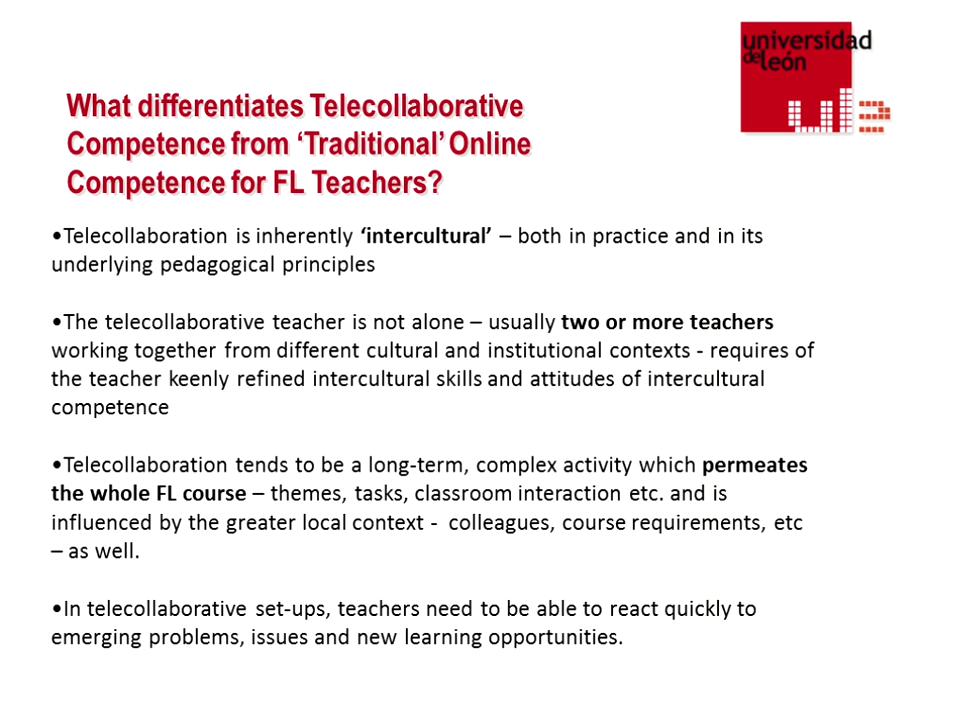 universidad
de león
What differentiates Telecollaborative
Competence from ‘Traditional’ Online
Competence for FL Teachers?
•Telecollaboration is inherently ‘intercultural’ – both in practice and in its
underlying pedagogical principles
•The telecollaborative teacher is not alone – usually two or more teachers
working together from different cultural and institutional contexts - requires of
the teacher keenly refined intercultural skills and attitudes of intercultural
competence
•Telecollaboration tends to be a long-term, complex activity which permeates
the whole FL course – themes, tasks, classroom interaction etc. and is
influenced by the greater local context -  colleagues, course requirements, etc
– as well.
•In telecollaborative set-ups, teachers need to be able to react quickly to
emerging problems, issues and new learning opportunities.